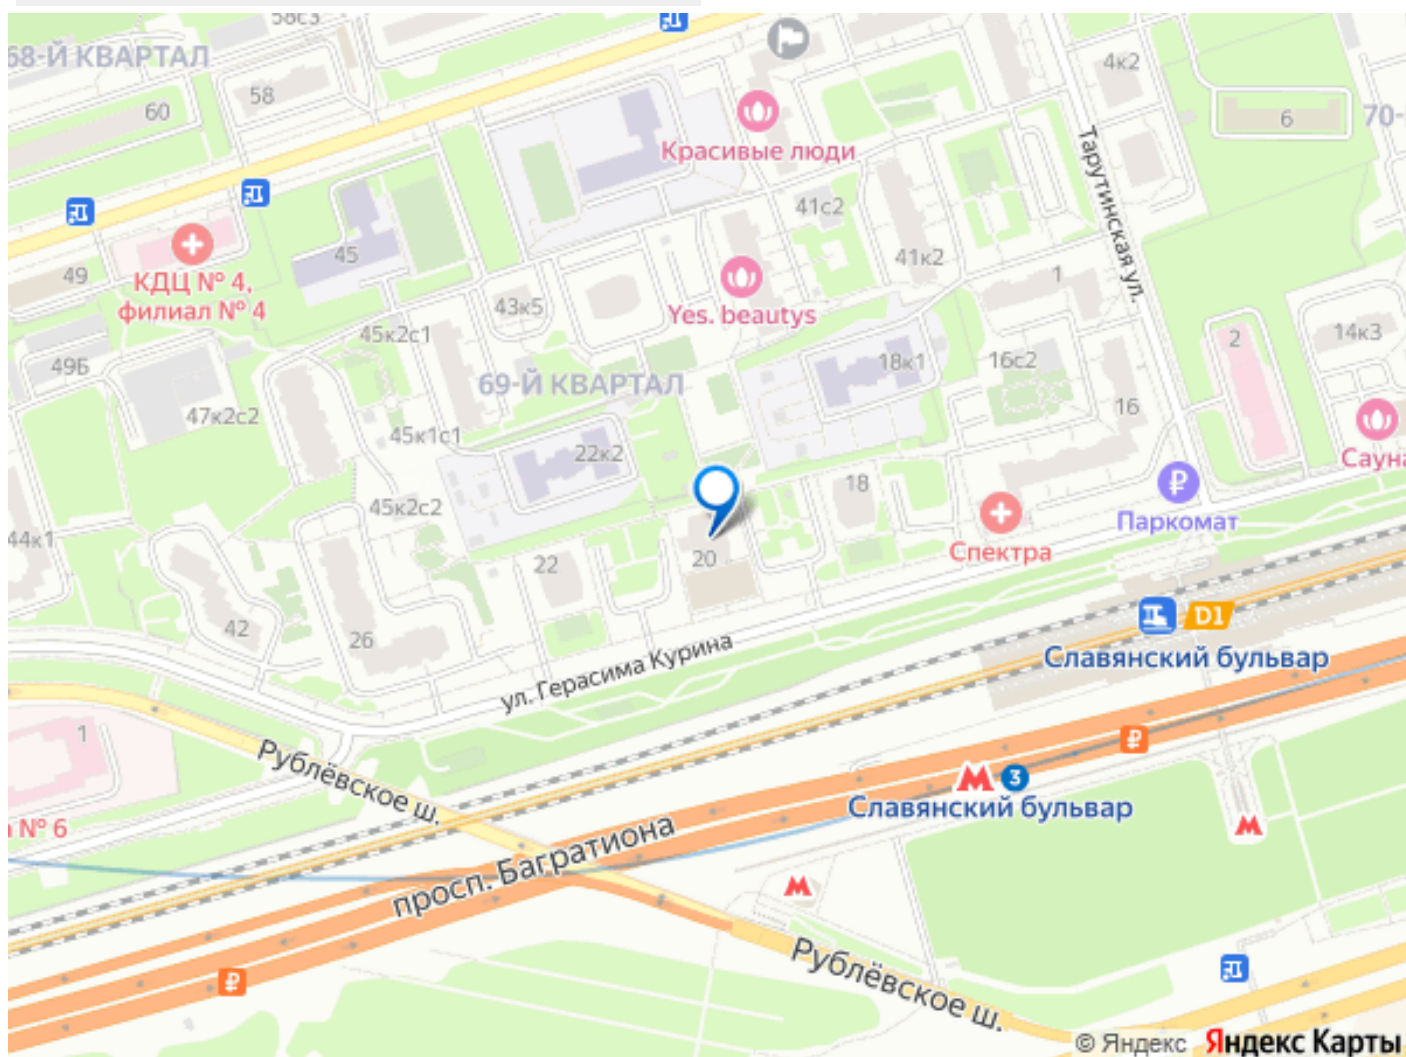 58с3
68-Й КВАРТАЛ
58
60
4к2
6
70-
Красивые люди
Тарутинская ул.
41с2
45
41к2
49
КДЦ № 4,
филиал № 4
1
43к5
Yes. beautys
45к2с1
2
14к3
49Б
18к1
16с2
69-Й КВАРТАЛ
47к2с2
16
45к1с1
22к2
Сауна
18
45к2с2
Паркомат
44к1
Спектра
20
22
D1
42
26
Славянский бульвар
ул. Герасима Курина
1
Рублёвское ш.
3
Славянский бульвар
№ 6
просп. Багратиона
Рублёвское ш.
© Яндекс Яндекс Карты